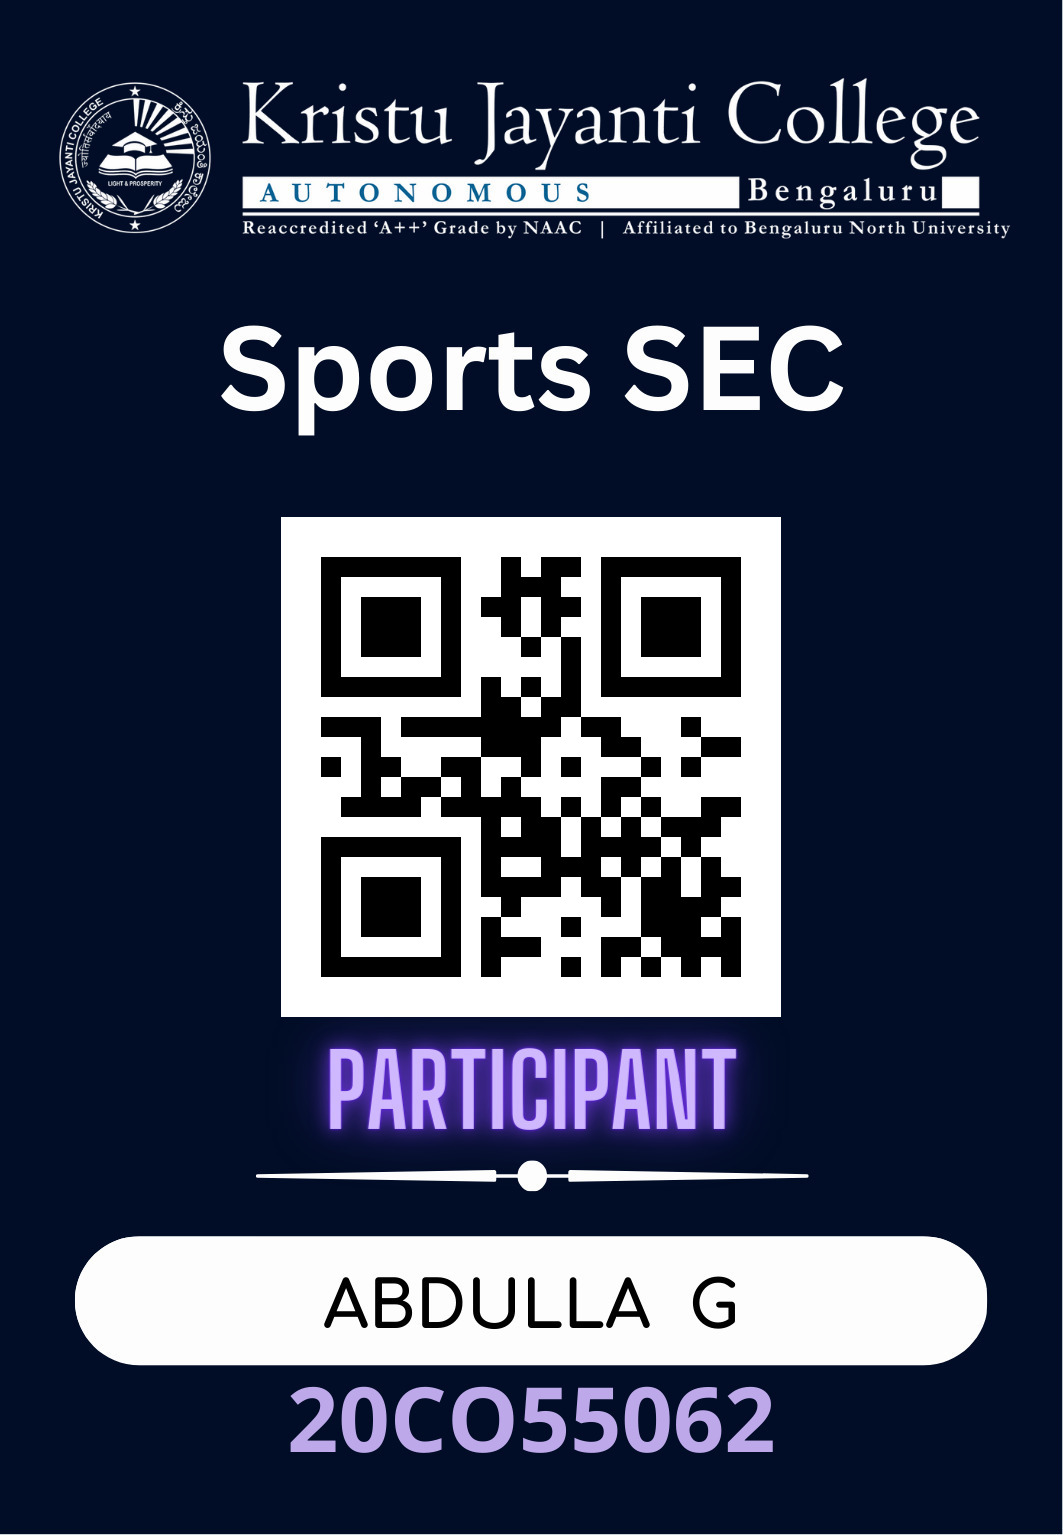 Kristu Jayanti College
AUTONOMOUS Bengaluru
Reaccredited ‘A++’ Grade by NAAC | Affiliated to Bengaluru North University
KRISTU JAYANTI COLLEGE
LIGHT & PROSPERITY
Sports SEC
PARTICIPANT
ABDULLA G
20CO55062